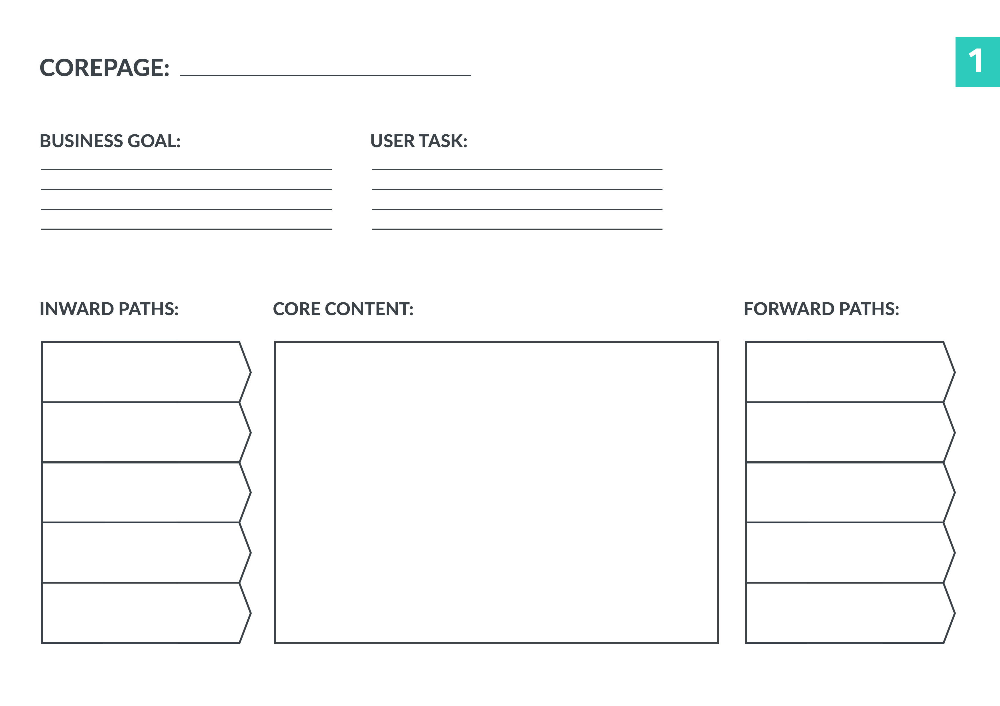 COREPAGE:
1
BUSINESS GOAL:
USER TASK:
INWARD PATHS:
CORE CONTENT:
FORWARD PATHS: